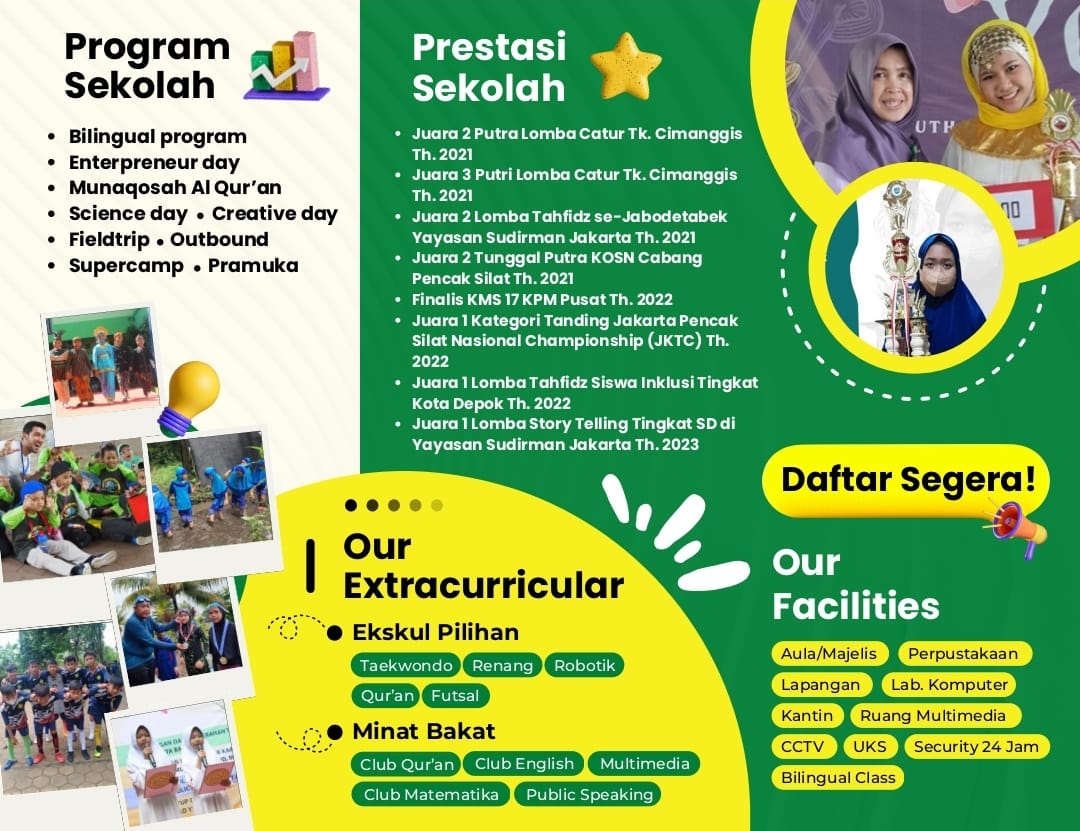 Program
Sekolah
• Bilingual program
• Enterpreneur day
• Munaqosah Al Qur'an
• Science day • Creative day
• Fieldtrip • Outbound
• Supercamp • Pramuka
Prestasi
Sekolah
• Juara 2 Putra Lomba Catur Tk. Cimanggis
Th. 2021
• Juara 3 Putri Lomba Catur Tk. Cimanggis
Th. 2021
• Juara 2 Lomba Tahfidz se-Jabodetabek
Yayasan Sudirman Jakarta Th. 2021
• Juara 2 Tunggal Putra KOSN Cabang
Pencak Silat Th. 2021
• Finalis KMS 17 KPM Pusat Th. 2022
• Juara 1 Kategori Tanding Jakarta Pencak
Silat Nasional Championship (JKTC) Th.
2022
• Juara 1 Lomba Tahfidz Siswa Inklusi Tingkat
Kota Depok Th. 2022
• Juara 1 Lomba Story Telling Tingkat SD di
Yayasan Sudirman Jakarta Th. 2023
UTH
Our
Extracurricular
Ekskul Pilihan
Taekwondo Renang Robotik
Qur'an Futsal
Minat Bakat
Club Qur'an Club English Multimedia
Club Matematika Public Speaking
Daftar Segera!
Our
Facilities
Aula/Majelis Perpustakaan
Lapangan Lab. Komputer
Kantin Ruang Multimedia
CCTV UKS Security 24 Jam
Bilingual Class